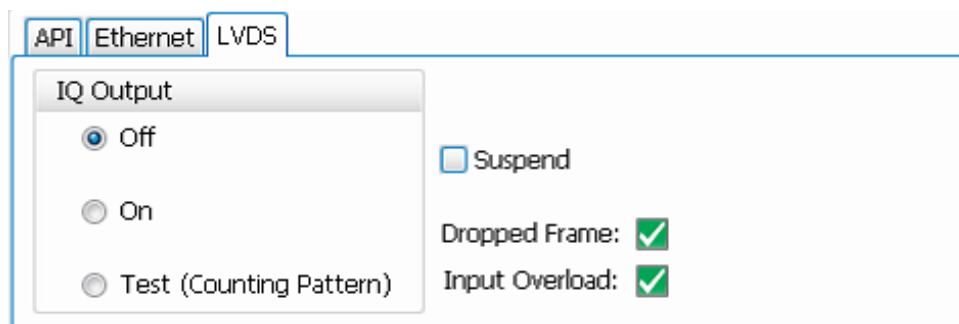 API Ethernet LVDS
IQ Output
Off
On
Test (Counting Pattern)
Suspend
Dropped Frame:
Input Overload: